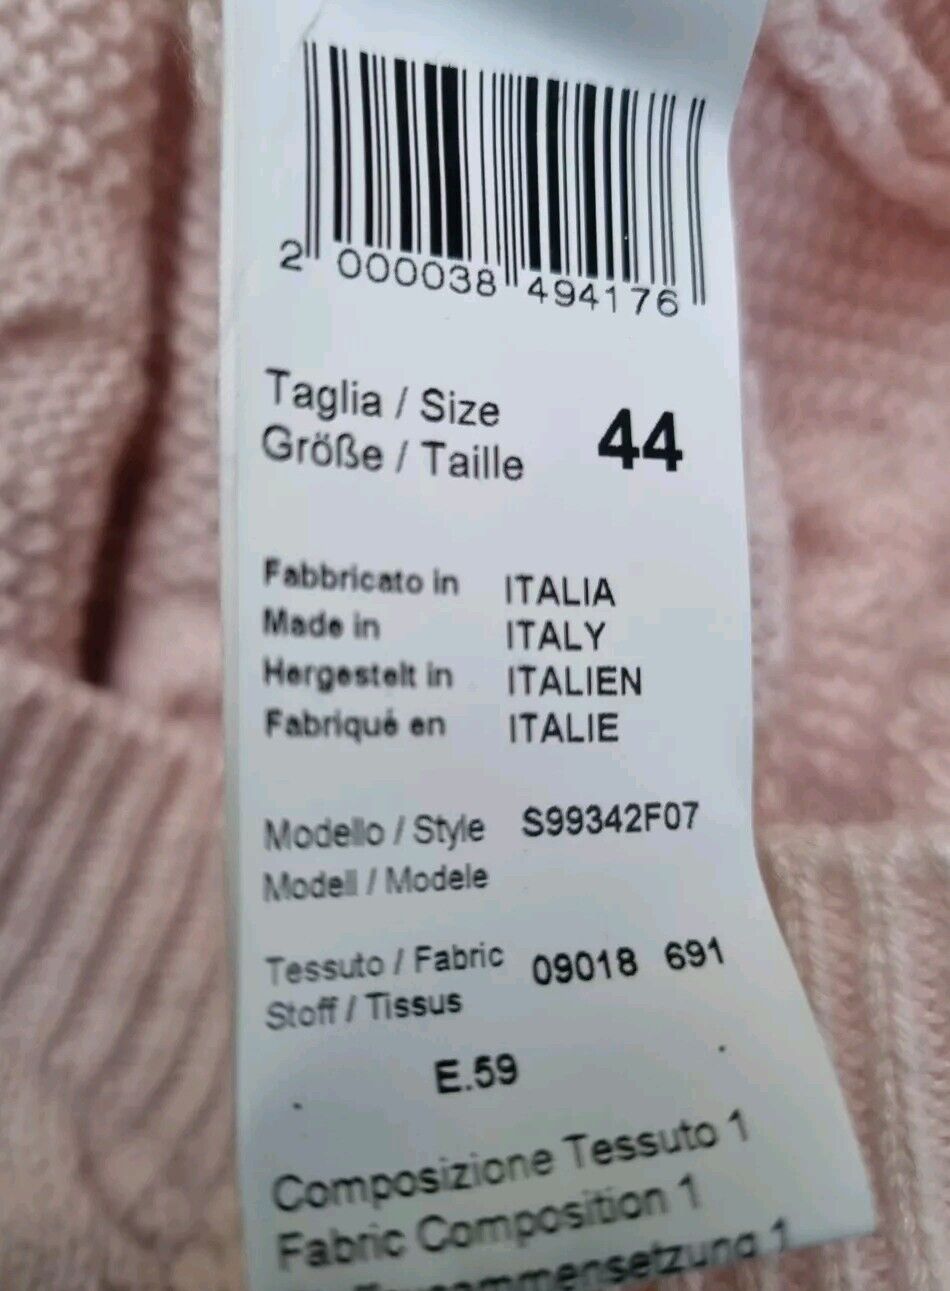 2 000038 494176
Taglia / Size
Größe / Taille 44
Fabbricato in ITALIA
Made in ITALY
Hergestelt in ITALIEN
Fabriqué en ITALIE
Modello / Style S99342F07
Modell / Modele
Tessuto / Fabric 09018 691
Stoff / Tissus
E.59
Composizione Tessuto 1
Fabric Composition 1